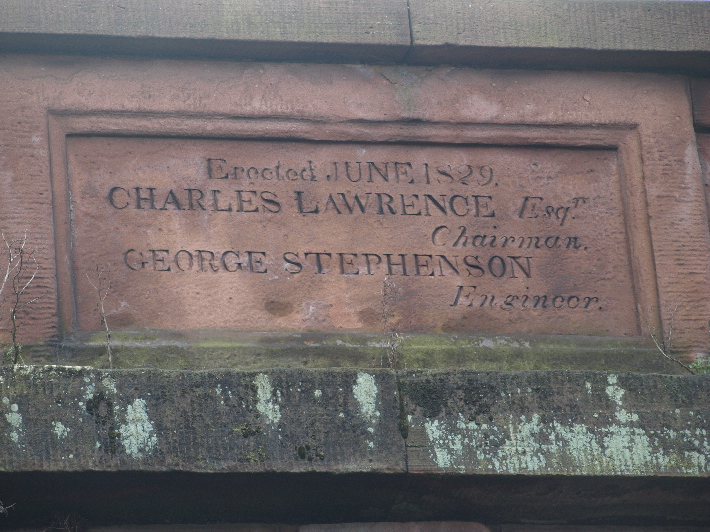 Erected JUNE 1829.
CHARLES LAWRENCE Esqr.
Chairman.
GEORGE STEPHENSON
Engineer.